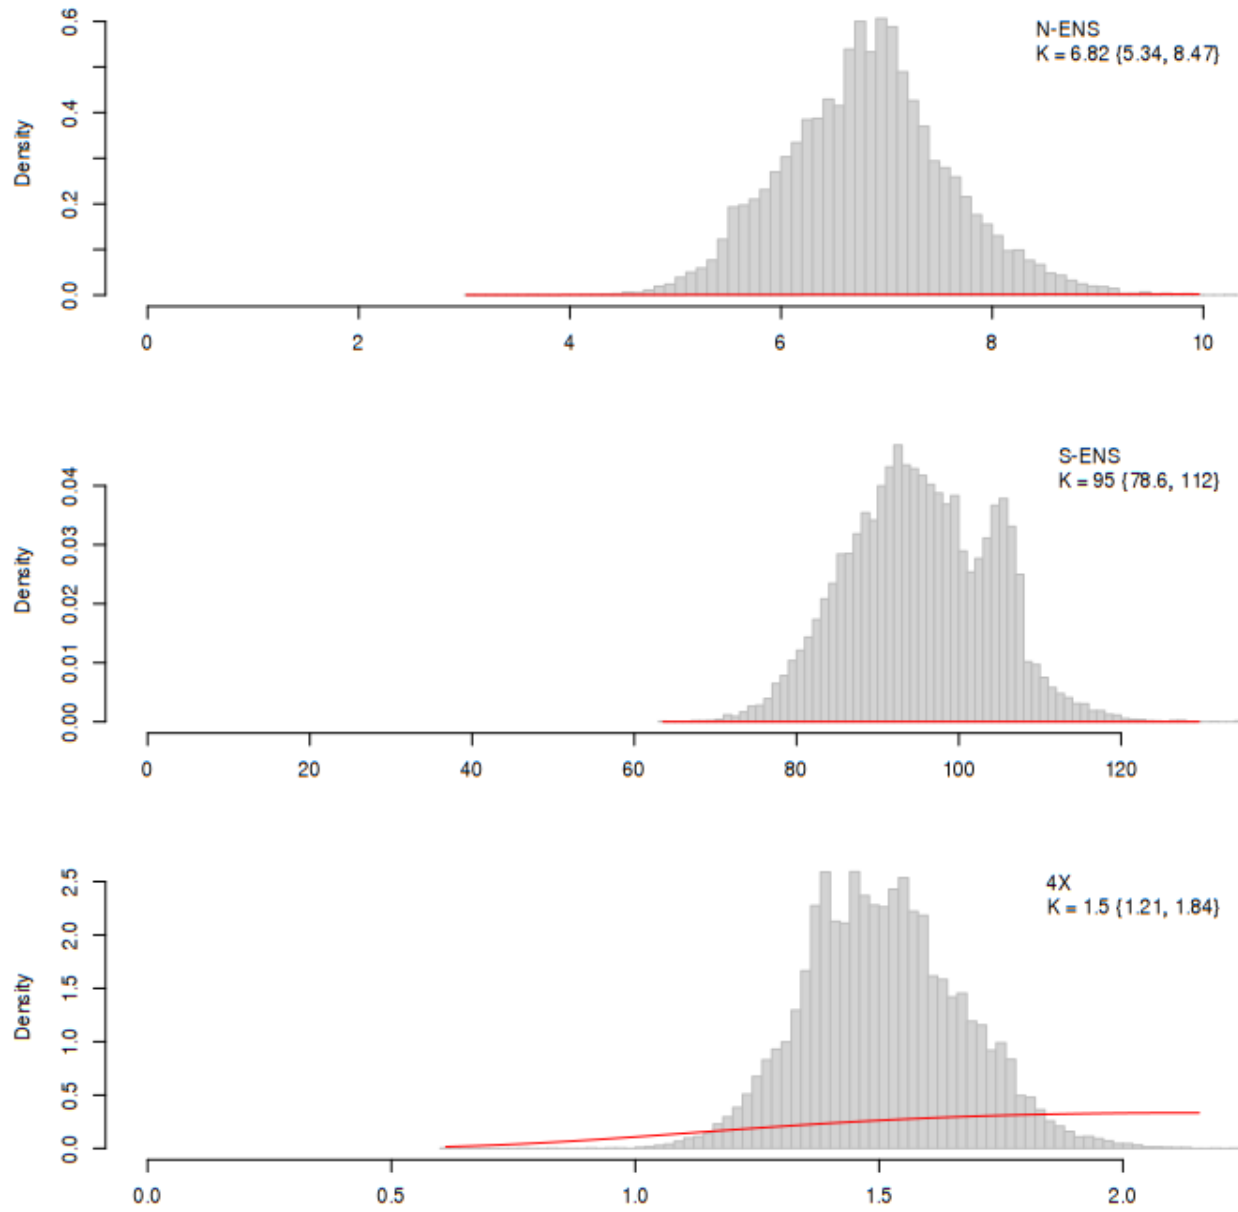 N-ENS
K = 6.82 {5.34, 8.47}
Density
0.0 0.2 0.4 0.6
0 2 4 6 8 10
S-ENS
K = 95 {78.6, 112}
Density
0.00 0.01 0.02 0.03 0.04
0 20 40 60 80 100 120
4X
K = 1.5 {1.21, 1.84}
Density
0.0 0.5 1.0 1.5 2.0 2.5
0.0 0.5 1.0 1.5 2.0